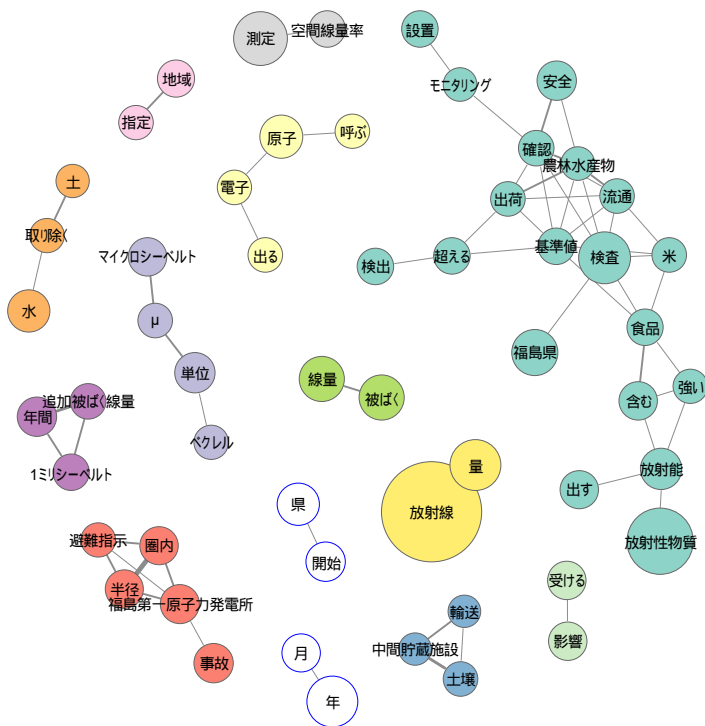 測定
空間線量率
設置
モニタリング
安全
地域
指定
原子
呼ぶ
電子
出る
確認
農林水産物
出荷
流通
土
取り除く
水
マイクロシーベルト
μ
単位
ベクレル
検出
超える
基準値
検査
米
食品
福島県
線量
被ばく
含む
強い
追加被ばく線量
年間
1ミリシーベルト
量
放射線
放射能
出す
放射性物質
県
開始
避難指示
圏内
半径
福島第一原子力発電所
事故
受ける
影響
輸送
中間貯蔵施設
土壌
月
年